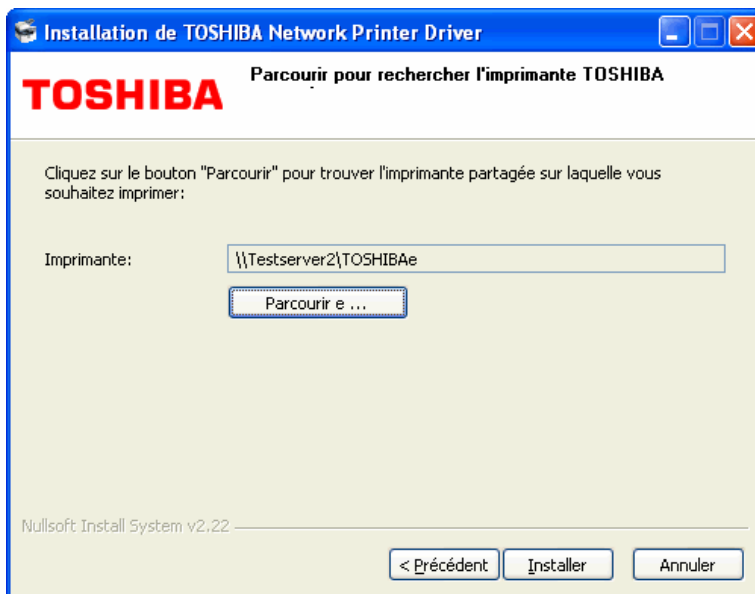 Installation de TOSHIBA Network Printer Driver
TOSHIBA
Parcourir pour rechercher l'imprimante TOSHIBA
Cliquez sur le bouton "Parcourir" pour trouver l'imprimante partagée sur laquelle vous
souhaitez imprimer:
Imprimante:
\\Testserver2\TOSHIBAe
Parcourir e ...
Nullsoft Install System v2.22
< Précédent
Installer
Annuler